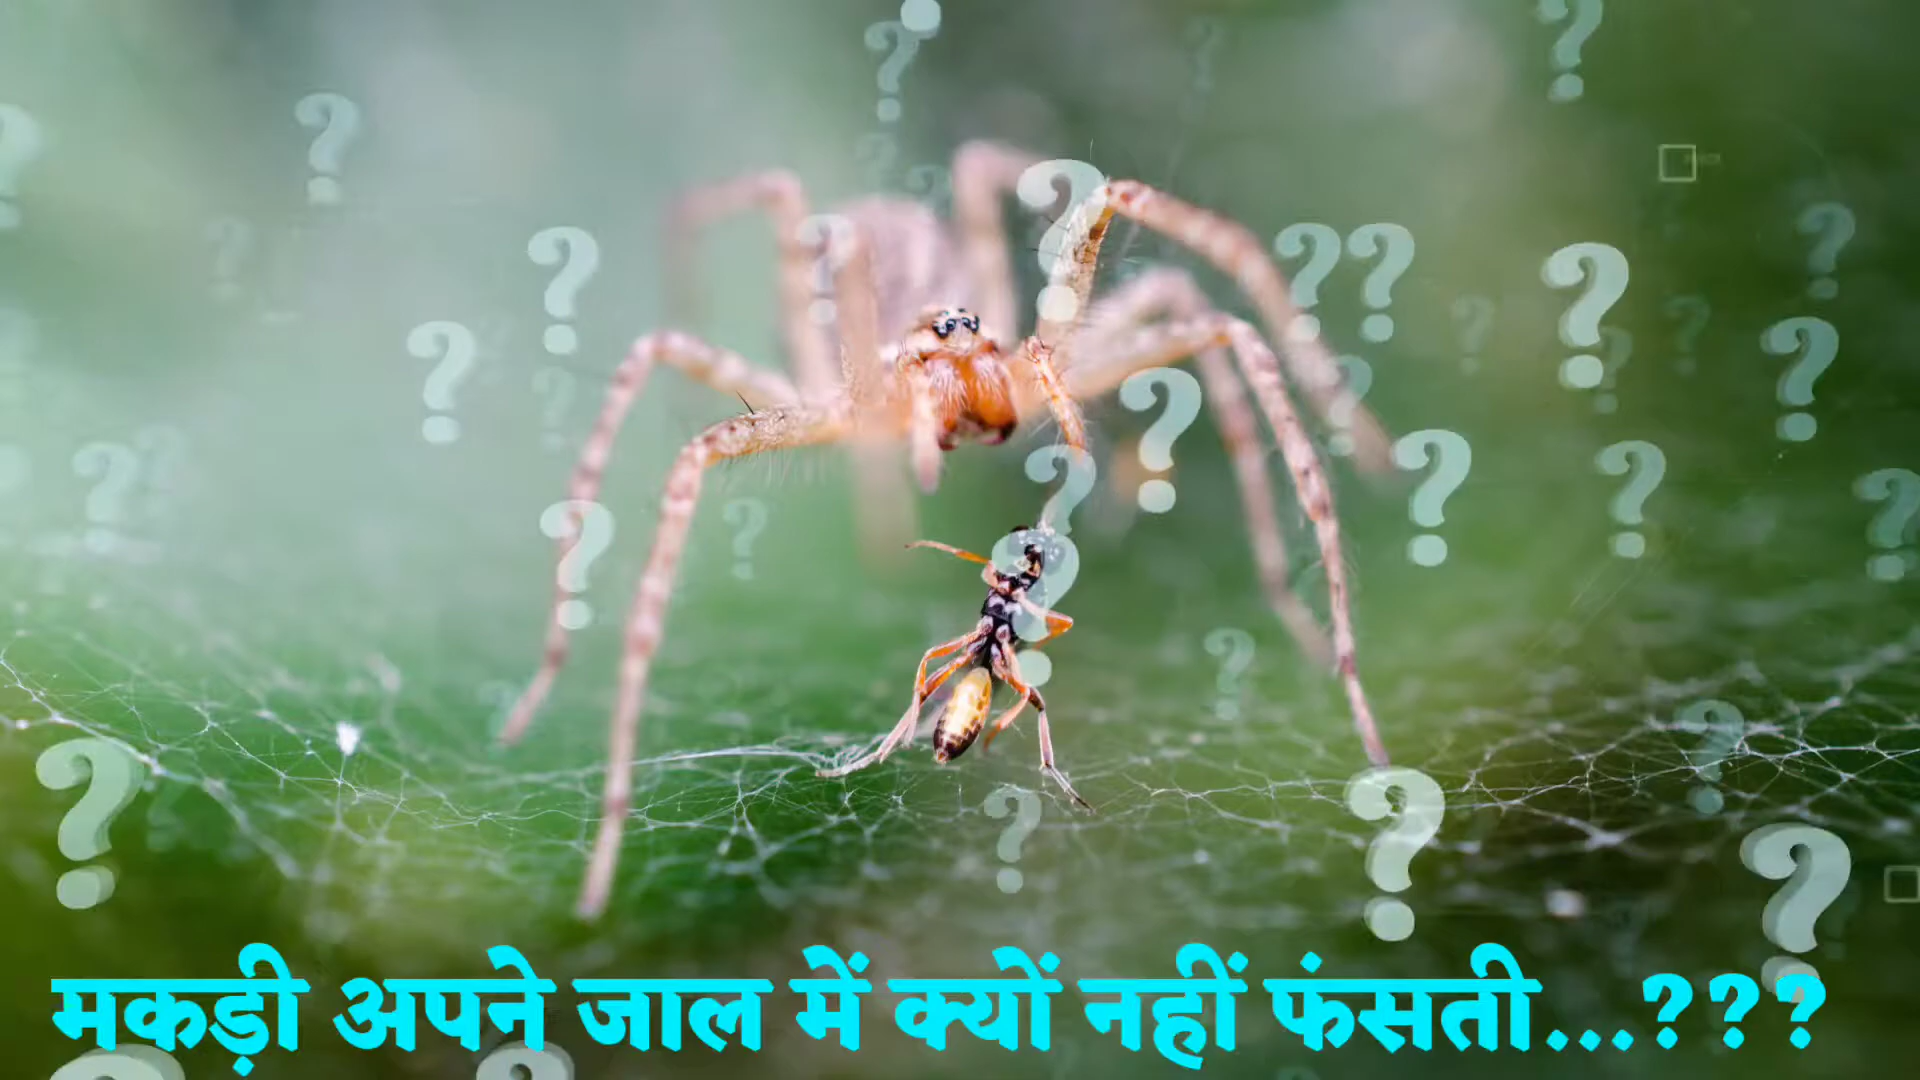 मकड़ी अपने जाल में क्यों नहीं फंसती...???